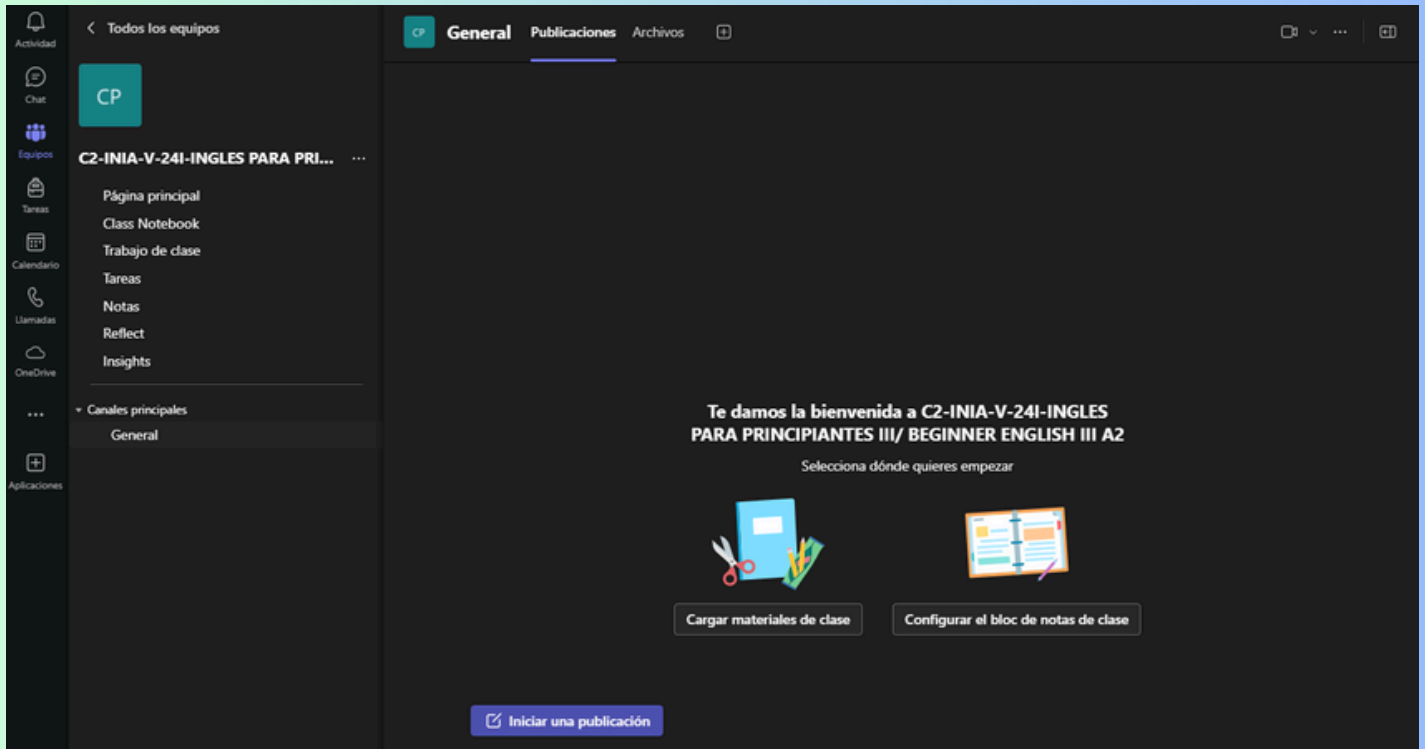 Actividad
Chat
Equipos
Tareas
Calendario
Llamadas
OneDrive
Aplicaciones
Todos los equipos
CP
C2-INIA-V-24I-INGLES PARA PRI... ...
Página principal
Class Notebook
Trabajo de clase
Tareas
Notas
Reflect
Insights
Canales principales
General
CP General Publicaciones Archivos
Te damos la bienvenida a C2-INIA-V-24I-INGLES
PARA PRINCIPIANTES III/ BEGINNER ENGLISH III A2
Selecciona dónde quieres empezar
Cargar materiales de clase
Configurar el bloc de notas de clase
Iniciar una publicación